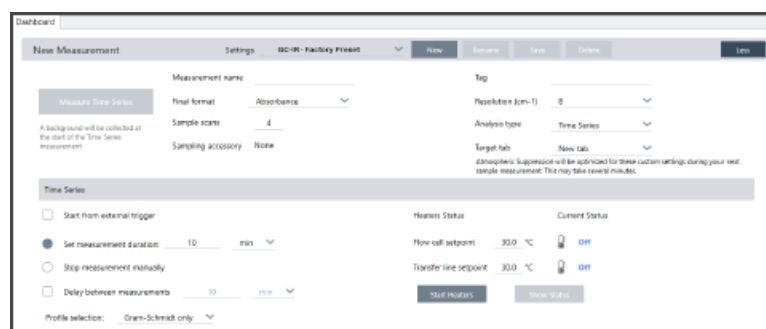 Dashboard
New Measurement Settings GC-IR - Factory Preset New Rename Save Delete Less
Measurement name Tag
Measure Time Series Final format Absorbance Resolution (cm-1) 8
A background will be collected at the start of the Time Series measurement
Sample scans 4 Analysis type Time Series
Sampling accessory None Target tab New tab
Atmospheric Suppression will be optimized for these custom settings during your next
sample measurement. This may take several minutes.
Time Series
Start from external trigger Heaters Status Current Status
Set measurement duration: 10 min Flow-cell setpoint 30.0 °C Off
Stop measurement manually Transfer line setpoint 30.0 °C Off
Delay between measurements 10 min Start Heaters Show Status
Profile selection: Gram-Schmidt only